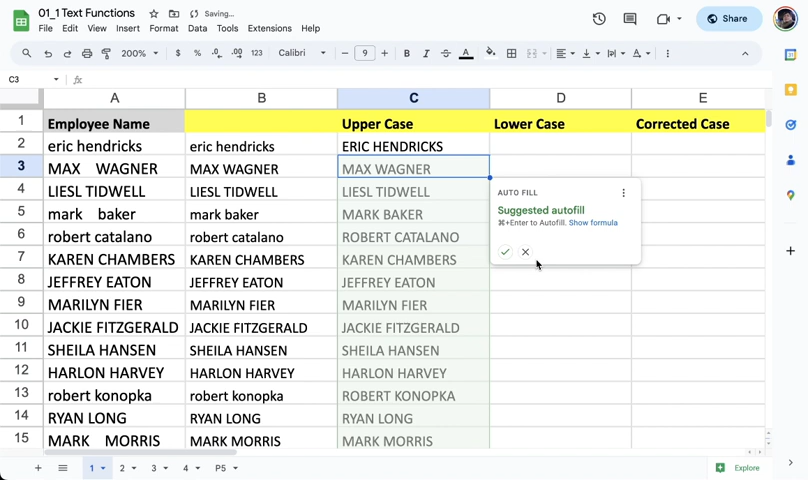 01_1 Text Functions
Saving...
File Edit View Insert Format Data Tools Extensions Help
Share
200% $ % .0 .00 123 Calibri 9 B I A
C3
fx
A B C D E
1 Employee Name Upper Case Lower Case Corrected Case
2 eric hendricks eric hendricks ERIC HENDRICKS
3 MAX WAGNER MAX WAGNER MAX WAGNER
4 LIESL TIDWELL LIESL TIDWELL LIESL TIDWELL
5 mark baker mark baker MARK BAKER
6 robert catalano robert catalano ROBERT CATALANO
7 KAREN CHAMBERS KAREN CHAMBERS KAREN CHAMBERS
8 JEFFREY EATON JEFFREY EATON JEFFREY EATON
9 MARILYN FIER MARILYN FIER MARILYN FIER
10 JACKIE FITZGERALD JACKIE FITZGERALD JACKIE FITZGERALD
11 SHEILA HANSEN SHEILA HANSEN SHEILA HANSEN
12 HARLON HARVEY HARLON HARVEY HARLON HARVEY
13 robert konopka robert konopka ROBERT KONOPKA
14 RYAN LONG RYAN LONG RYAN LONG
15 MARK MORRIS MARK MORRIS MARK MORRIS
AUTO FILL
Suggested autofill
⌘+Enter to Autofill. Show formula
1 2 3 4 P5
Explore